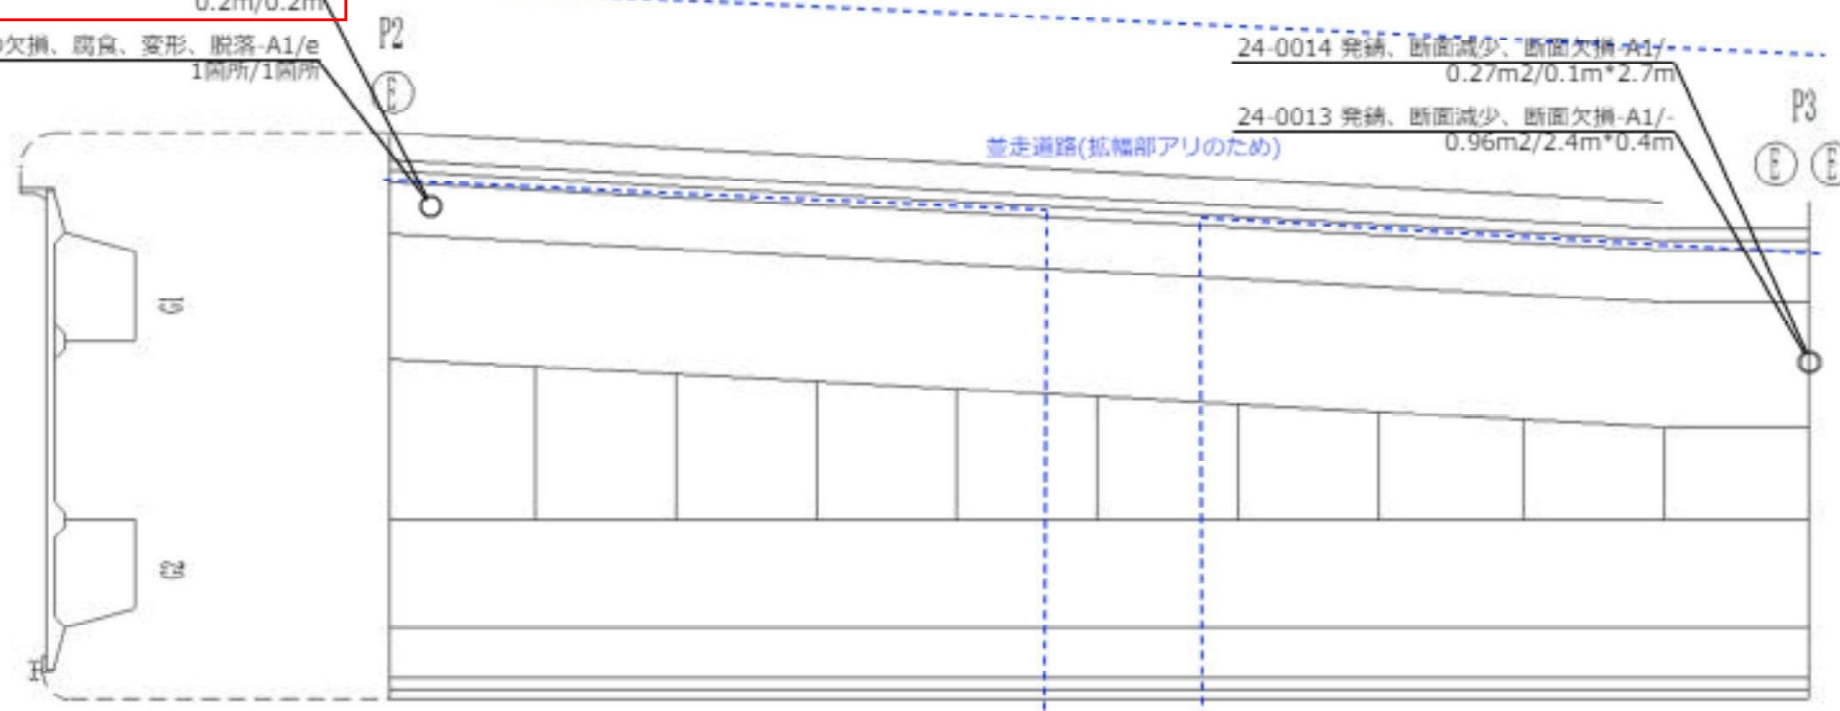 0.2m/0.2m
欠損、腐食、変形、脱落-A1/e
1箇所/1箇所
P2
E
24-0014 発錆、断面減少、断面欠損-A1/-
0.27m2/0.1m*2.7m
24-0013 発錆、断面減少、断面欠損-A1/-
0.96m2/2.4m*0.4m
P3
E
E
並走道路(拡幅部アリのため)
G1
G2